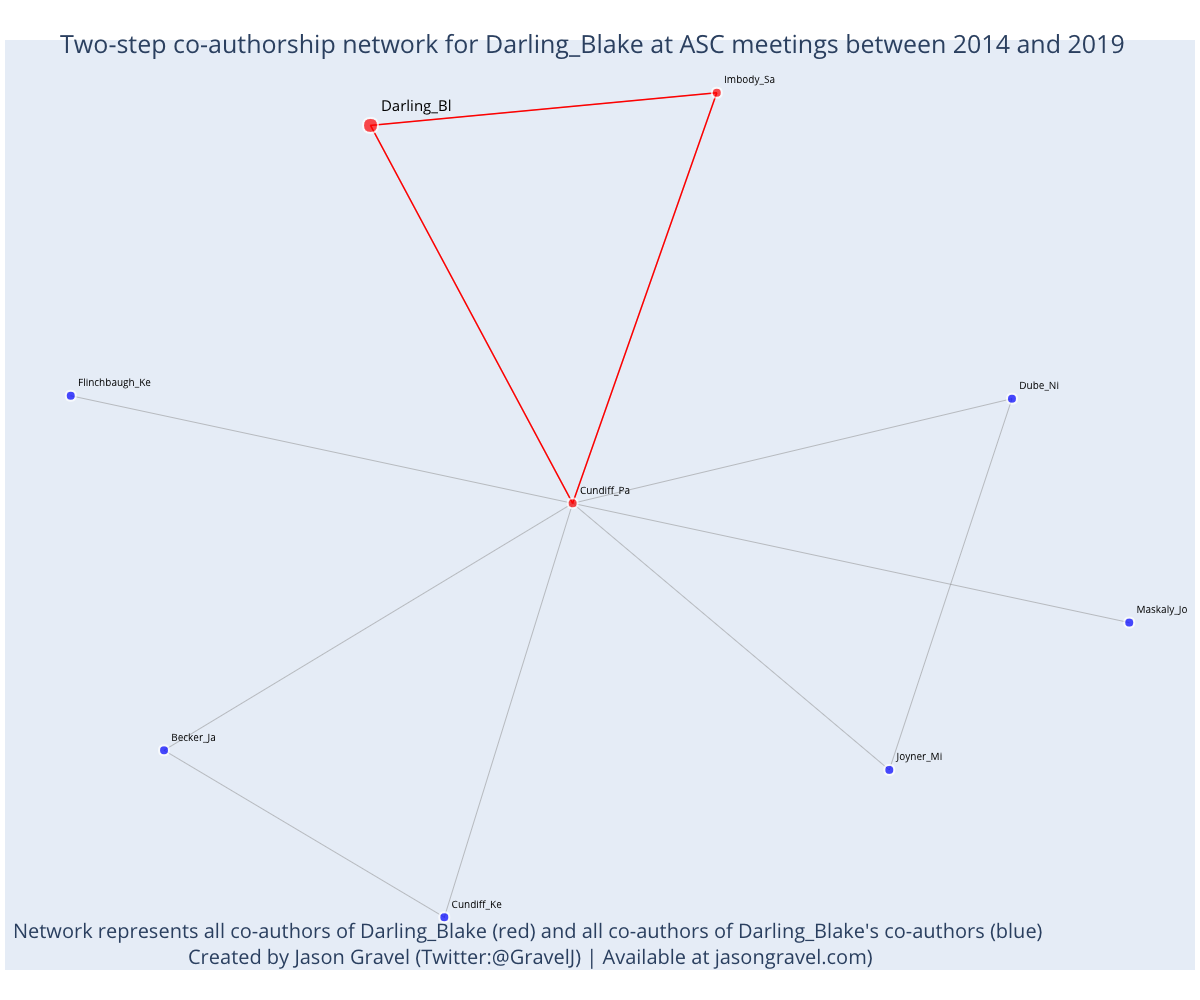 Two-step co-authorship network for Darling_Blake at ASC meetings between 2014 and 2019
Imbody_Sa
Darling_Bl
Flinchbaugh_Ke
Dube_Ni
Cundiff_Pa
Maskaly_Jo
Becker_Ja
Joyner_Mi
Cundiff_Ke
Network represents all co-authors of Darling_Blake (red) and all co-authors of Darling_Blake's co-authors (blue)
Created by Jason Gravel (Twitter:@GravelJ) | Available at jasongravel.com)